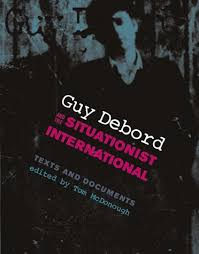 Guy Debord
AND THE SITUATIONIST
INTERNATIONAL
TEXTS AND DOCUMENTS
edited by Tom McDonough